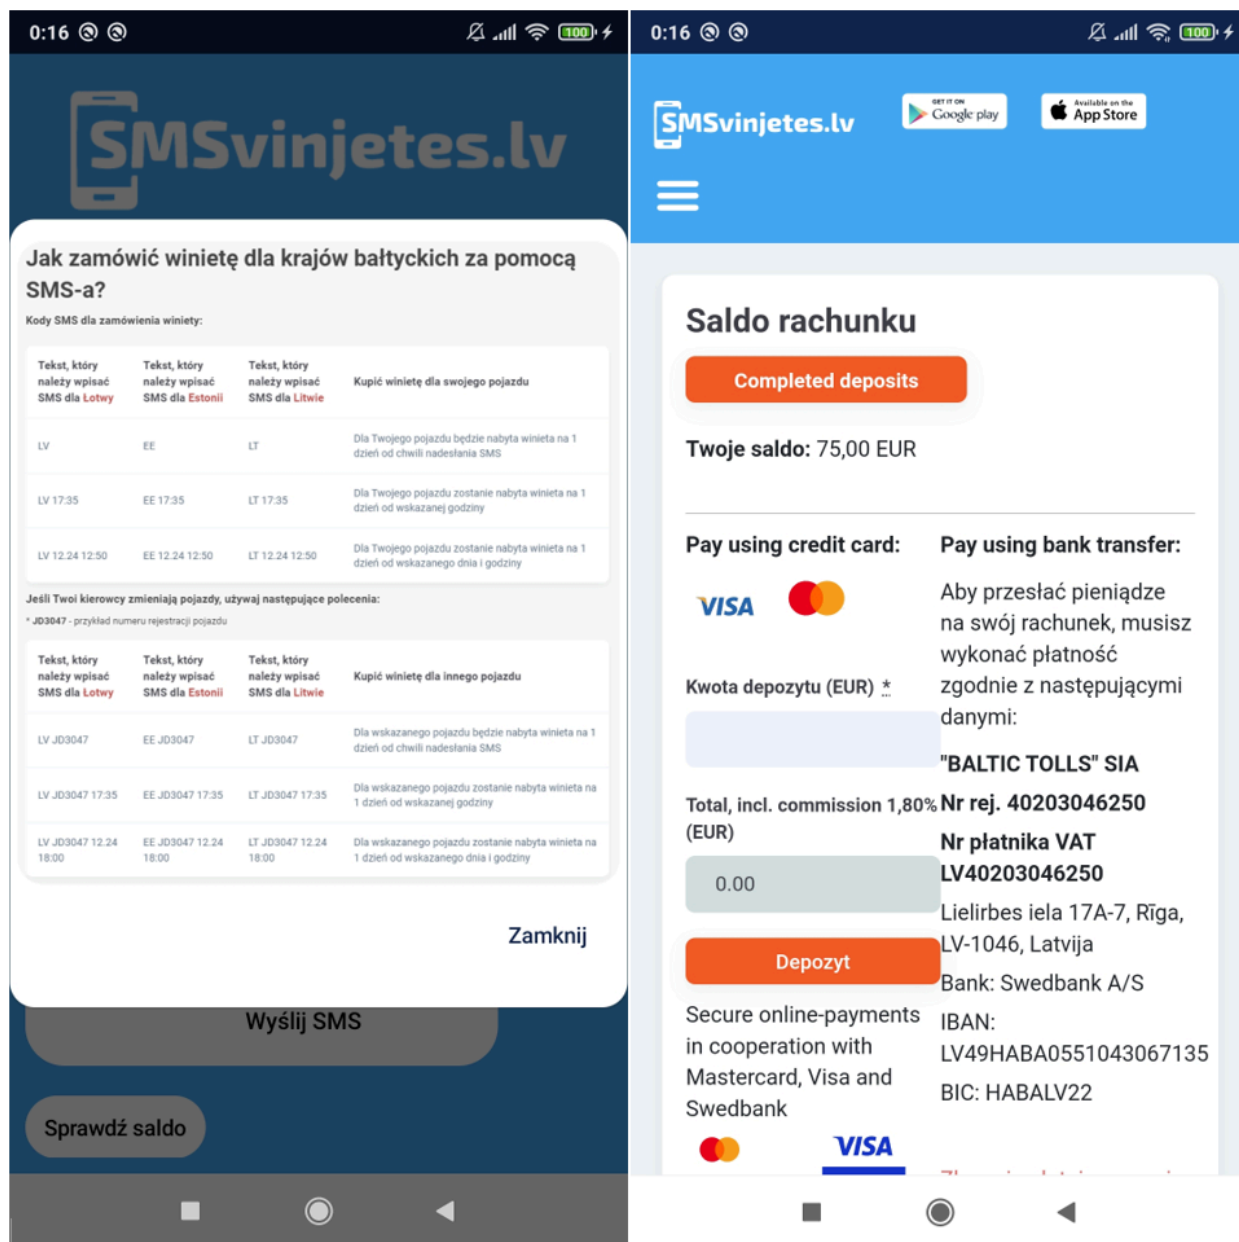 0:16
100
SMSvinjetes.lv
Jak zamówić winietę dla krajów bałtyckich za pomocą
SMS-a?
Kody SMS dla zamówienia winiety:
Tekst, który
należy wpisać
SMS dla Łotwy
Tekst, który
należy wpisać
SMS dla Estonii
Tekst, który
należy wpisać
SMS dla Litwie
Kupić winietę dla swojego pojazdu
LV
EE
LT
Dla Twojego pojazdu będzie nabyta winieta na 1
dzień od chwili nadesłania SMS
LV 17:35
EE 17:35
LT 17:35
Dla Twojego pojazdu zostanie nabyta winieta na 1
dzień od wskazanej godziny
LV 12.24 12:50
EE 12.24 12:50
LT 12.24 12:50
Dla Twojego pojazdu zostanie nabyta winieta na 1
dzień od wskazanego dnia i godziny
Jeśli Twoi kierowcy zmieniają pojazdy, używaj następujące polecenia:
* JD3047 - przykład numeru rejestracji pojazdu
Tekst, który
należy wpisać
SMS dla Łotwy
Tekst, który
należy wpisać
SMS dla Estonii
Tekst, który
należy wpisać
SMS dla Litwie
Kupić winietę dla innego pojazdu
LV JD3047
EE JD3047
LT JD3047
Dla wskazanego pojazdu będzie nabyta winieta na 1
dzień od chwili nadesłania SMS
LV JD3047 17:35
EE JD3047 17:35
LT JD3047 17:35
Dla wskazanego pojazdu zostanie nabyta winieta na
1 dzień od wskazanej godziny
LV JD3047 12.24
18:00
EE JD3047 12.24
18:00
LT JD3047 12.24
18:00
Dla wskazanego pojazdu zostanie nabyta winieta na
1 dzień od wskazanego dnia i godziny
Zamknij
Wyślij SMS
Sprawdź saldo
0:16
100
SMSvinjetes.lv
GET IT ON
Google play
Available on the
App Store
Saldo rachunku
Completed deposits
Twoje saldo: 75,00 EUR
Pay using credit card:
VISA
Kwota depozytu (EUR) *
Total, incl. commission 1,80%
(EUR)
0.00
Depozyt
Secure online-payments
in cooperation with
Mastercard, Visa and
Swedbank
VISA
Pay using bank transfer:
Aby przesłać pieniądze
na swój rachunek, musisz
wykonać płatność
zgodnie z następującymi
danymi:
"BALTIC TOLLS" SIA
Nr rej. 40203046250
Nr płatnika VAT
LV40203046250
Lielirbes iela 17A-7, Rīga,
LV-1046, Latvija
Bank: Swedbank A/S
IBAN:
LV49HABA0551043067135
BIC: HABALV22